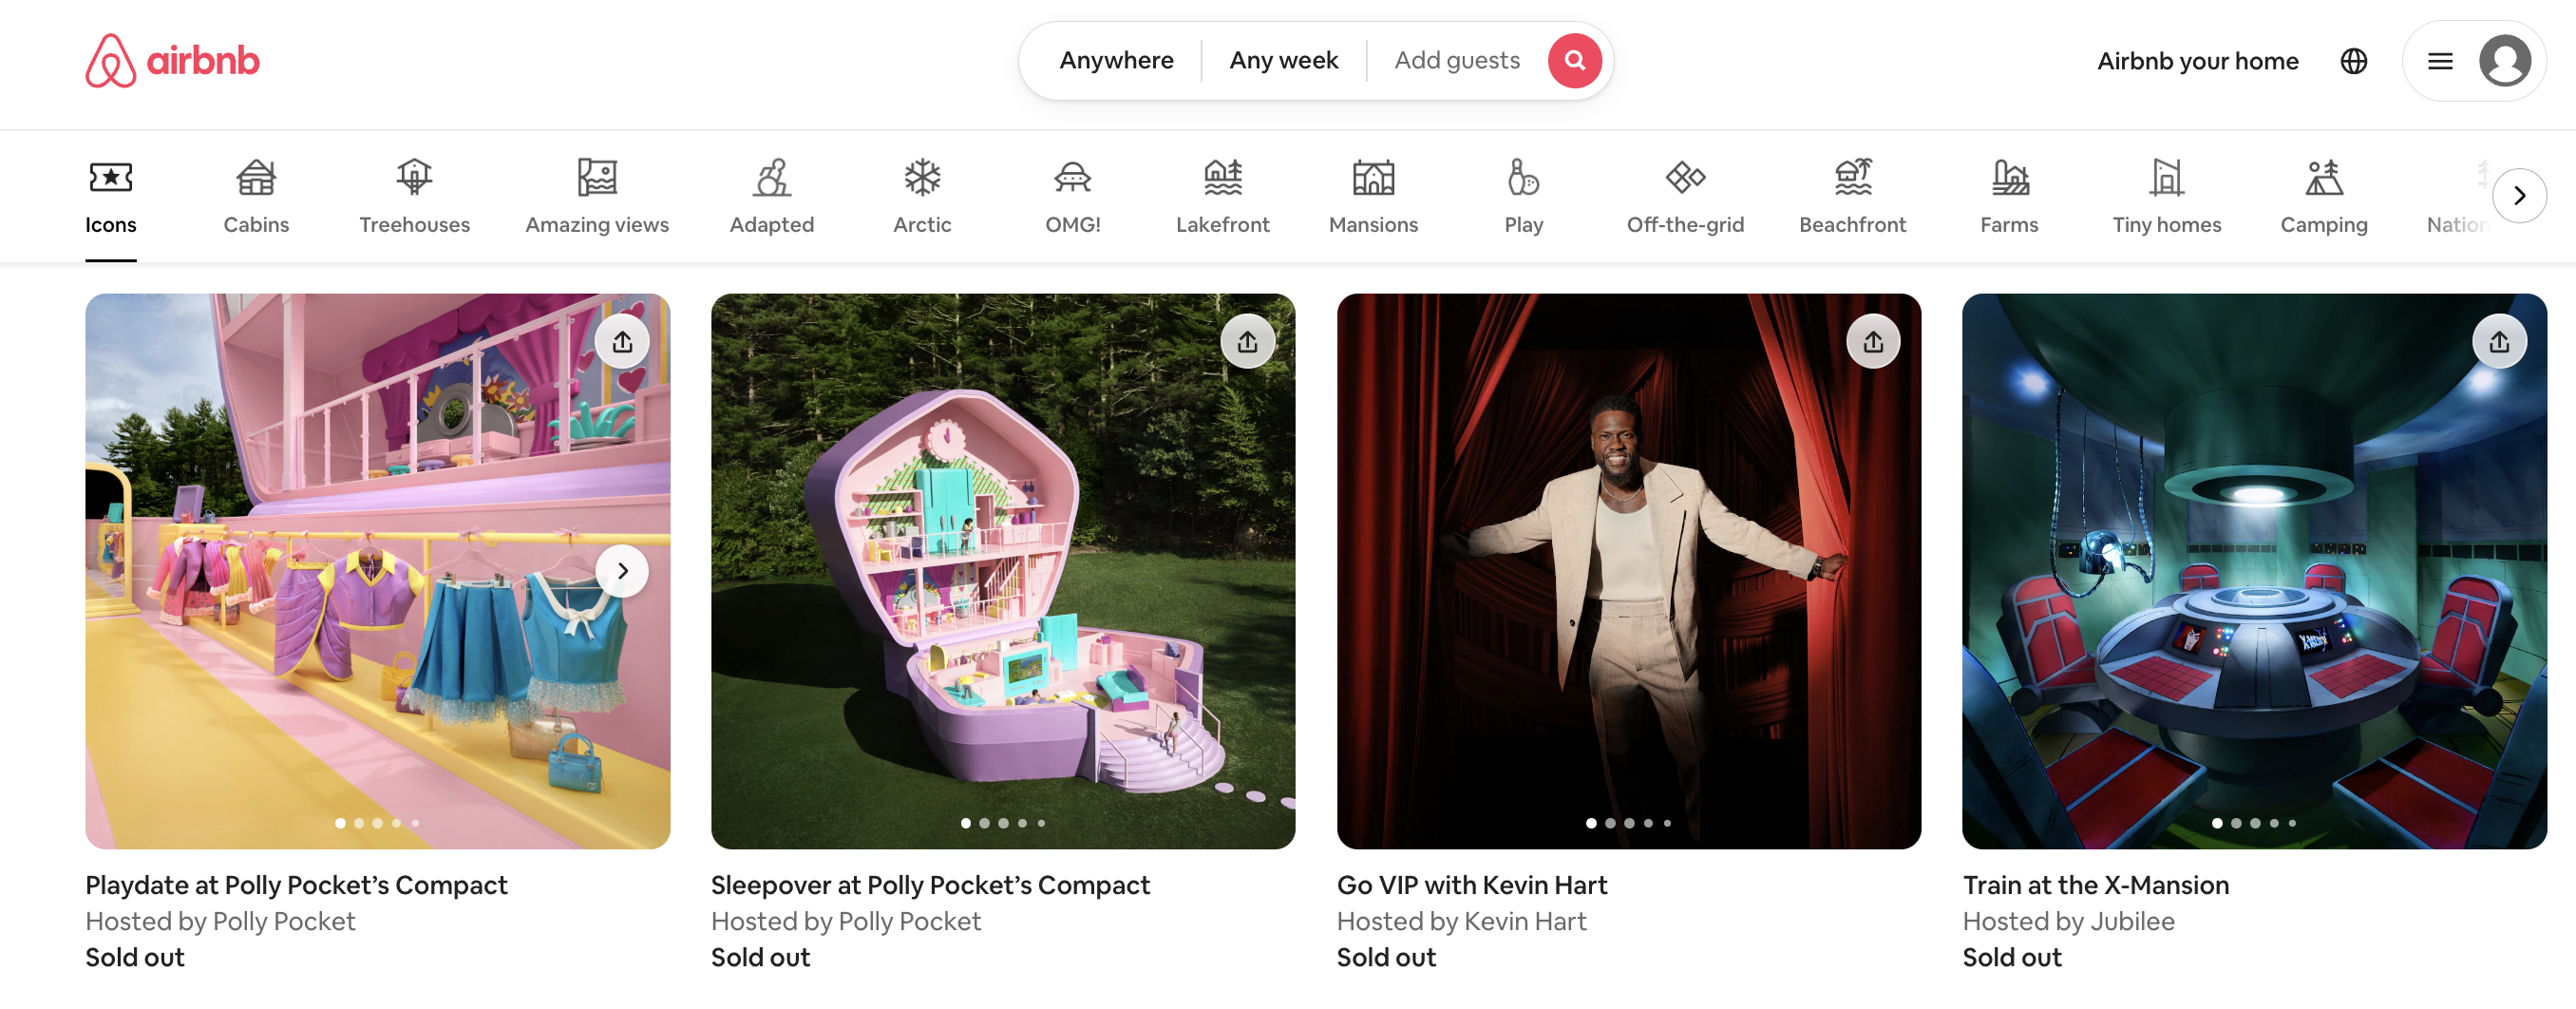 airbnb
Anywhere Any week Add guests
Airbnb your home
Icons Cabins Treehouses Amazing views Adapted Arctic OMG! Lakefront Mansions Play Off-the-grid Beachfront Farms Tiny homes Camping
X-MEN
Playdate at Polly Pocket’s Compact
Hosted by Polly Pocket
Sold out
Sleepover at Polly Pocket’s Compact
Hosted by Polly Pocket
Sold out
Go VIP with Kevin Hart
Hosted by Kevin Hart
Sold out
Train at the X-Mansion
Hosted by Jubilee
Sold out